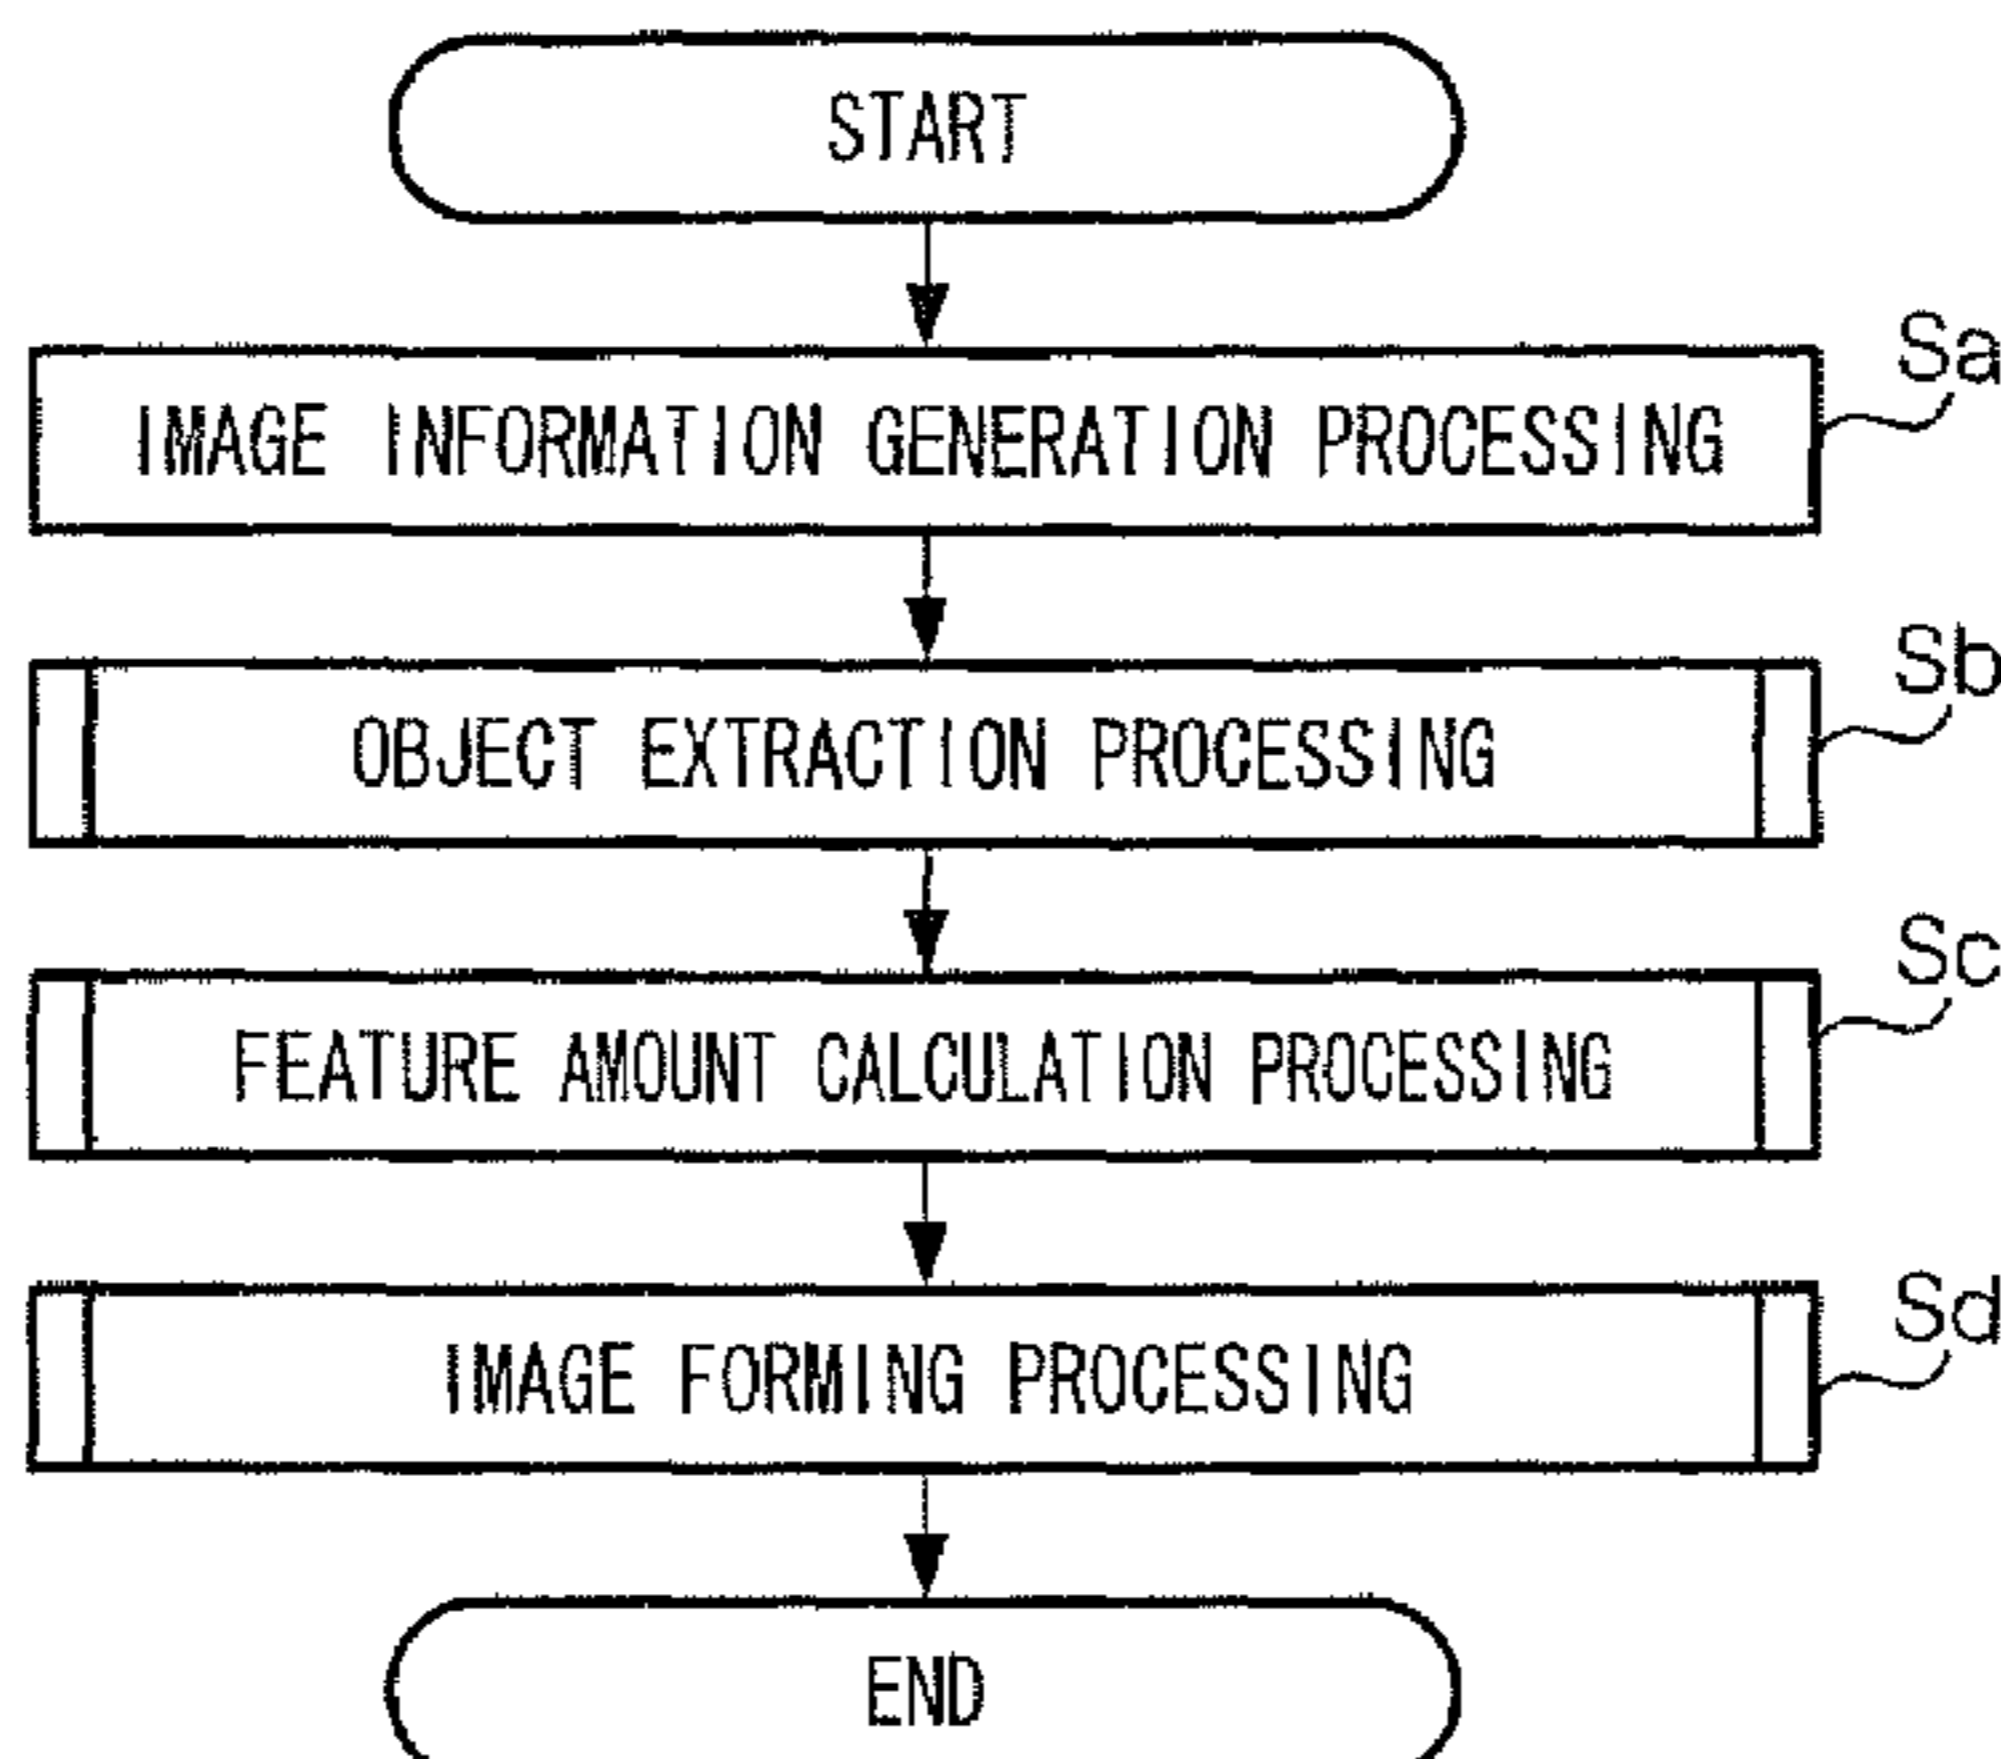 START
Sa
IMAGE INFORMATION GENERATION PROCESSING
Sb
OBJECT EXTRACTION PROCESSING
Sc
FEATURE AMOUNT CALCULATION PROCESSING
Sd
IMAGE FORMING PROCESSING
END